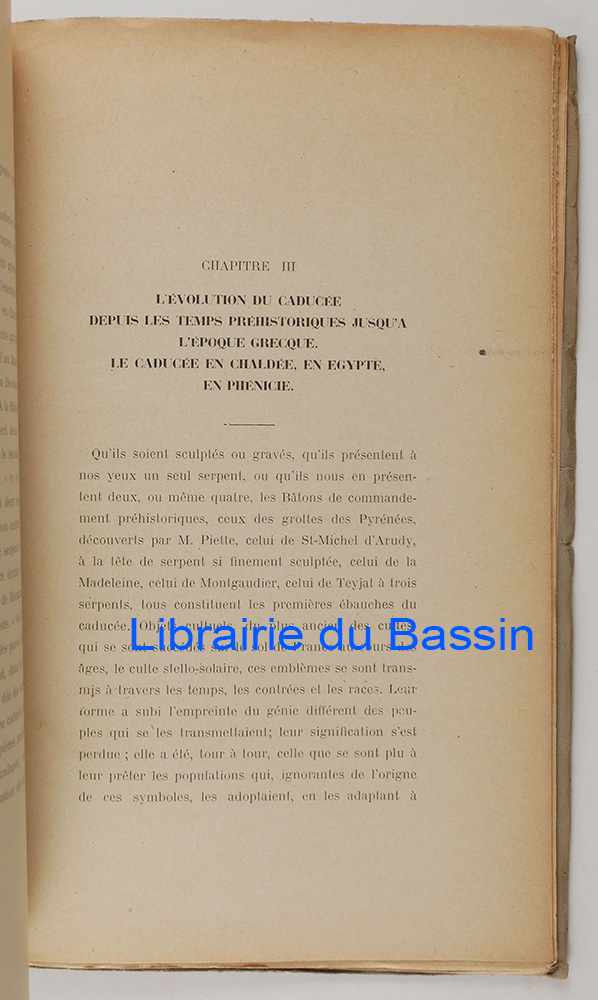 CHAPITRE III
L'ÉVOLUTION DU CADUCÉE
DEPUIS LES TEMPS PRÉHISTORIQUES JUSQU'A
L'ÉPOQUE GRECQUE.
LE CADUCÉE EN CHALDÉE, EN EGYPTE,
EN PHÉNICIE.
Qu'ils soient sculptés ou gravés, qu'ils présentent à
nos yeux un seul serpent, ou qu'ils nous en présen-
tent deux, ou même quatre, les Bâtons de commande-
ment préhistoriques, ceux des grottes des Pyrénées,
découverts par M. Piette, celui de St-Michel d'Arudy,
à la tête de serpent si finement sculptée, celui de la
Madeleine, celui de Montgaudier, celui de Teyjat à trois
serpents, tous constituent les premières ébauches du
caducée. Objets cultuels du plus ancien des cultes
Librairie du Bassin
qui se sont succédés sur le sol de France au cours des
âges, le culte stello-solaire, ces emblèmes se sont trans-
mis à travers les temps, les contrées et les races. Leur
forme a subi l'empreinte du génie différent des peu-
ples qui se les transmettaient; leur signification s'est
perdue ; elle a été, tour à tour, celle que se sont plu à
leur prêter les populations qui, ignorantes de l'origne
de ces symboles, les adoptaient, en les adaptant à